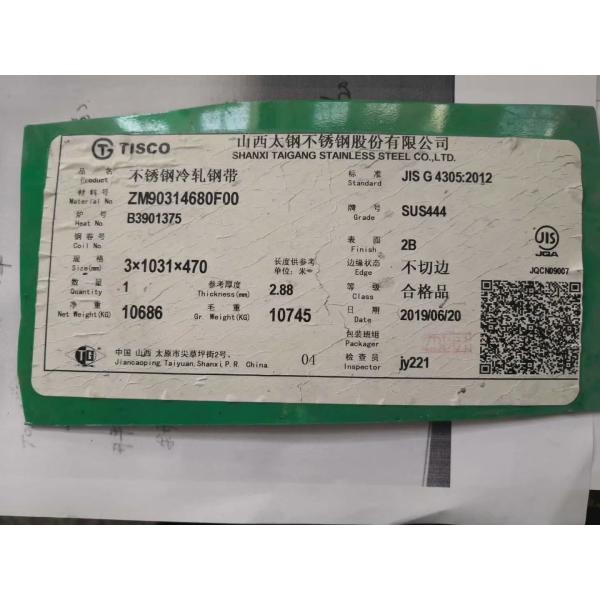 TISCO
山西太钢不锈钢股份有限公司
SHANXI TAIGANG STAINLESS STEEL CO.,LTD.
品 名 不锈钢冷轧钢带 标 准
Product Standard JIS G 4305:2012
材料号
Material No ZM90314680F00
炉 号 牌 号
Heat No B3901375 Grade SUS444
钢卷号 表 面
Coil No Finish 2B
规 格 长度供参考 边缘状态
Size(mm) 3×1031×470 单位：米 Edge 不切边
数 量 参考厚度 等 级
Quantity 1 Thickness(mm) 2.88 Class 合格品
净 重 毛 重 日 期
Net Weight(KG) 10686 Gr. Weight(KG) 10745 Date 2019/06/20
包装班组
Packager
检查员
Inspector jy221
JIS
JQA
JQCN09007
中国 山西 太原市尖草坪街2号。 04
Jiancaoping,Taiyuan,Shanxi,P.R. China